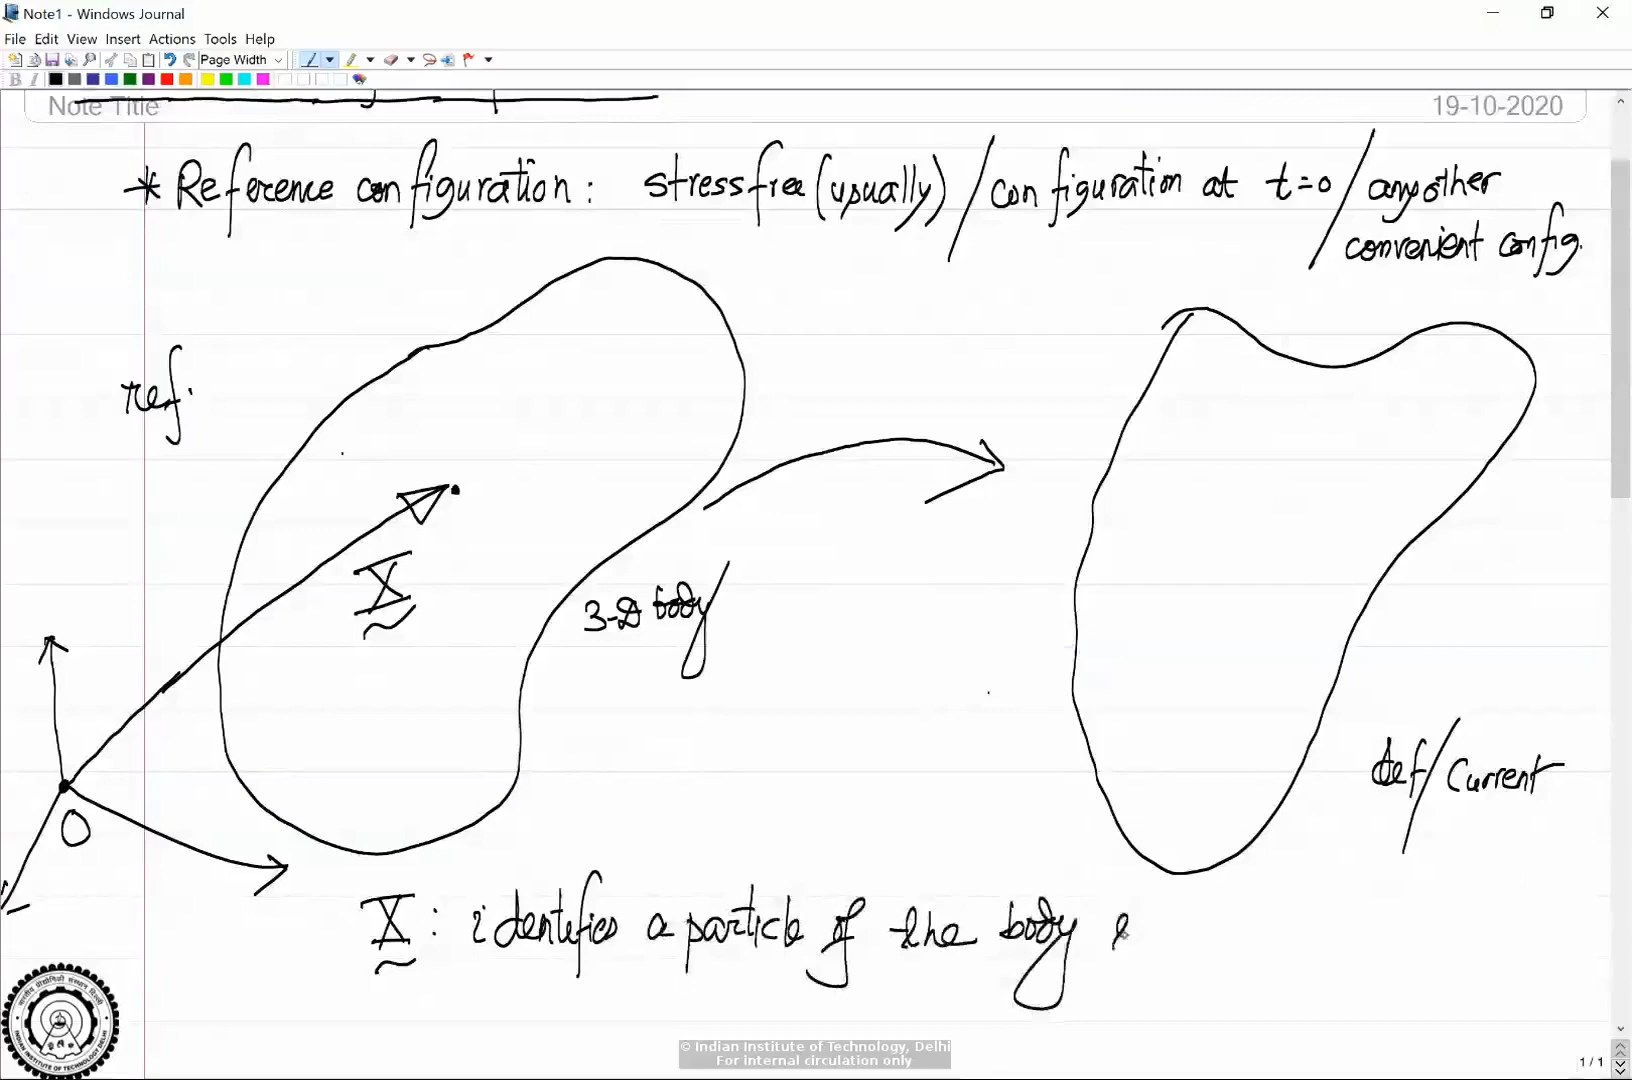 Note1 - Windows Journal
File Edit View Insert Actions Tools Help
Page Width
B I
Note Title
19-10-2020
* Reference configuration: stressfree (usually) / configuration at t=0 / any other
convenient config.
ref.
X
3-D body
O
def/Current
X : identifies a particle of the body
© Indian Institute of Technology, Delhi
For internal circulation only
1 / 1